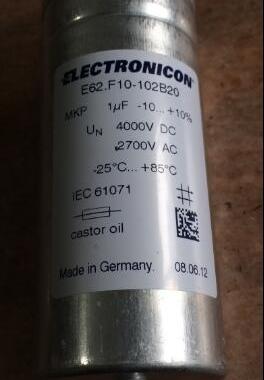 ELECTRONICON
E62.F10-102B20
MKP 1µF -10...+10%
UN 4000V DC
2700V AC
-25°C... +85°C
IEC 61071
castor oil
Made in Germany. 08.06.12